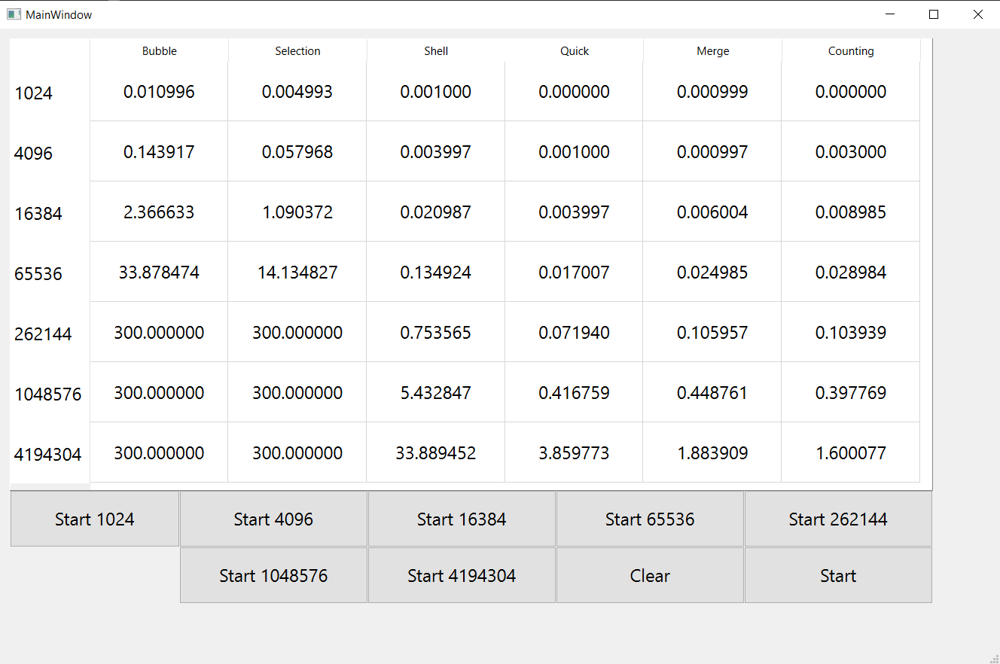 MainWindow
Bubble Selection Shell Quick Merge Counting
1024 0.010996 0.004993 0.001000 0.000000 0.000999 0.000000
4096 0.143917 0.057968 0.003997 0.001000 0.000997 0.003000
16384 2.366633 1.090372 0.020987 0.003997 0.006004 0.008985
65536 33.878474 14.134827 0.134924 0.017007 0.024985 0.028984
262144 300.000000 300.000000 0.753565 0.071940 0.105957 0.103939
1048576 300.000000 300.000000 5.432847 0.416759 0.448761 0.397769
4194304 300.000000 300.000000 33.889452 3.859773 1.883909 1.600077
Start 1024 Start 4096 Start 16384 Start 65536 Start 262144
Start 1048576 Start 4194304 Clear Start